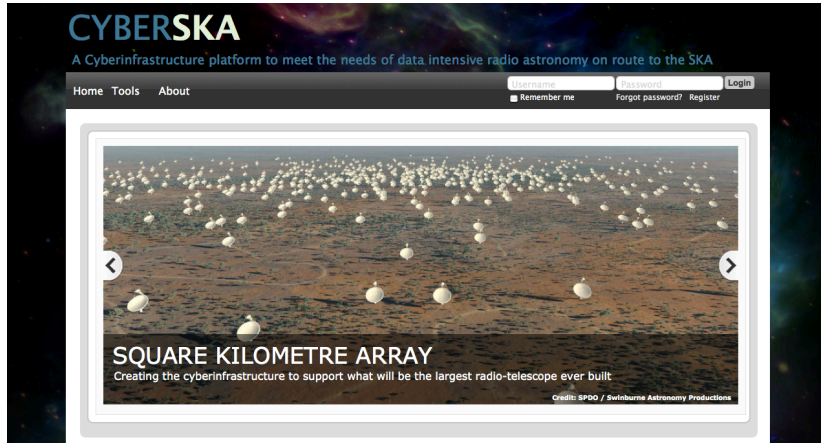 CYBERSKA
A Cyberinfrastructure platform to meet the needs of data intensive radio astronomy on route to the SKA
Home Tools About
Username Password Login
Remember me Forgot password? Register
SQUARE KILOMETRE ARRAY
Creating the cyberinfrastructure to support what will be the largest radio-telescope ever built
Credit: SPDO / Swinburne Astronomy Productions